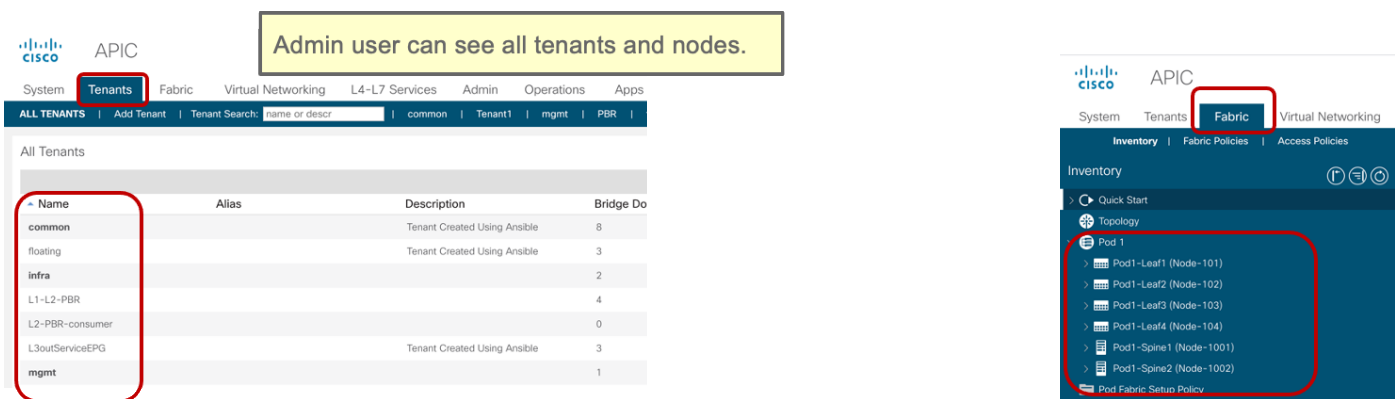 Admin user can see all tenants and nodes.
CISCO APIC
System Tenants Fabric Virtual Networking L4-L7 Services Admin Operations Apps
ALL TENANTS | Add Tenant | Tenant Search: name or descr | common | Tenant1 | mgmt | PBR |
All Tenants
Name Alias Description Bridge Do
common Tenant Created Using Ansible 8
floating Tenant Created Using Ansible 3
infra 2
L1-L2-PBR 4
L2-PBR-consumer 0
L3outServiceEPG Tenant Created Using Ansible 3
mgmt 1
CISCO APIC
System Tenants Fabric Virtual Networking
Inventory | Fabric Policies | Access Policies
Inventory
Quick Start
Topology
Pod 1
Pod1-Leaf1 (Node-101)
Pod1-Leaf2 (Node-102)
Pod1-Leaf3 (Node-103)
Pod1-Leaf4 (Node-104)
Pod1-Spine1 (Node-1001)
Pod1-Spine2 (Node-1002)
Pod Fabric Setup Policy